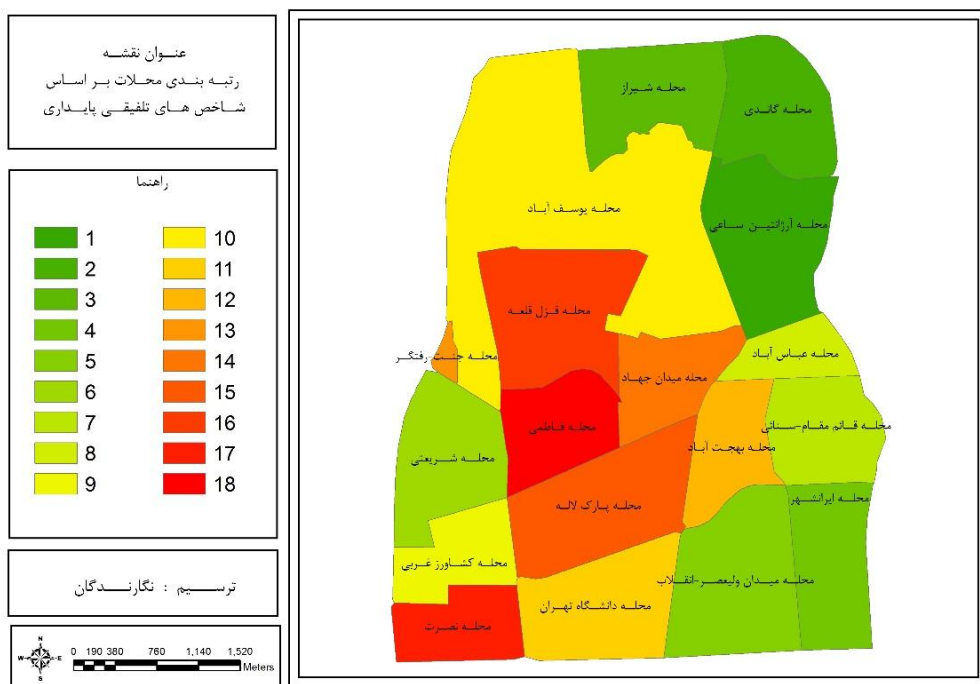 عنوان نقشه
رتبه بندی محلات بر اساس
شاخص های تلفیقی پایداری
راهنما
1 10
2 11
3 12
4 13
5 14
6 15
7 16
8 17
9 18
ترسیم : نگارندگان
N
W E
S
0 190 380 760 1,140 1,520
Meters
محله شیراز
محله گاندی
محله یوسف آباد
محله آرژانتین ساعی
محله قزل قلعه
محله عباس آباد
محله جنت-رفتگر
محله میدان جهاد
محله فاطمی
محله قائم مقام-سنائی
محله بهجت آباد
محله شریعتی
محله ایرانشهر
محله پارک لاله
محله کشاورز غربی
محله میدان ولیعصر-انقلاب
محله دانشگاه تهران
محله نصرت